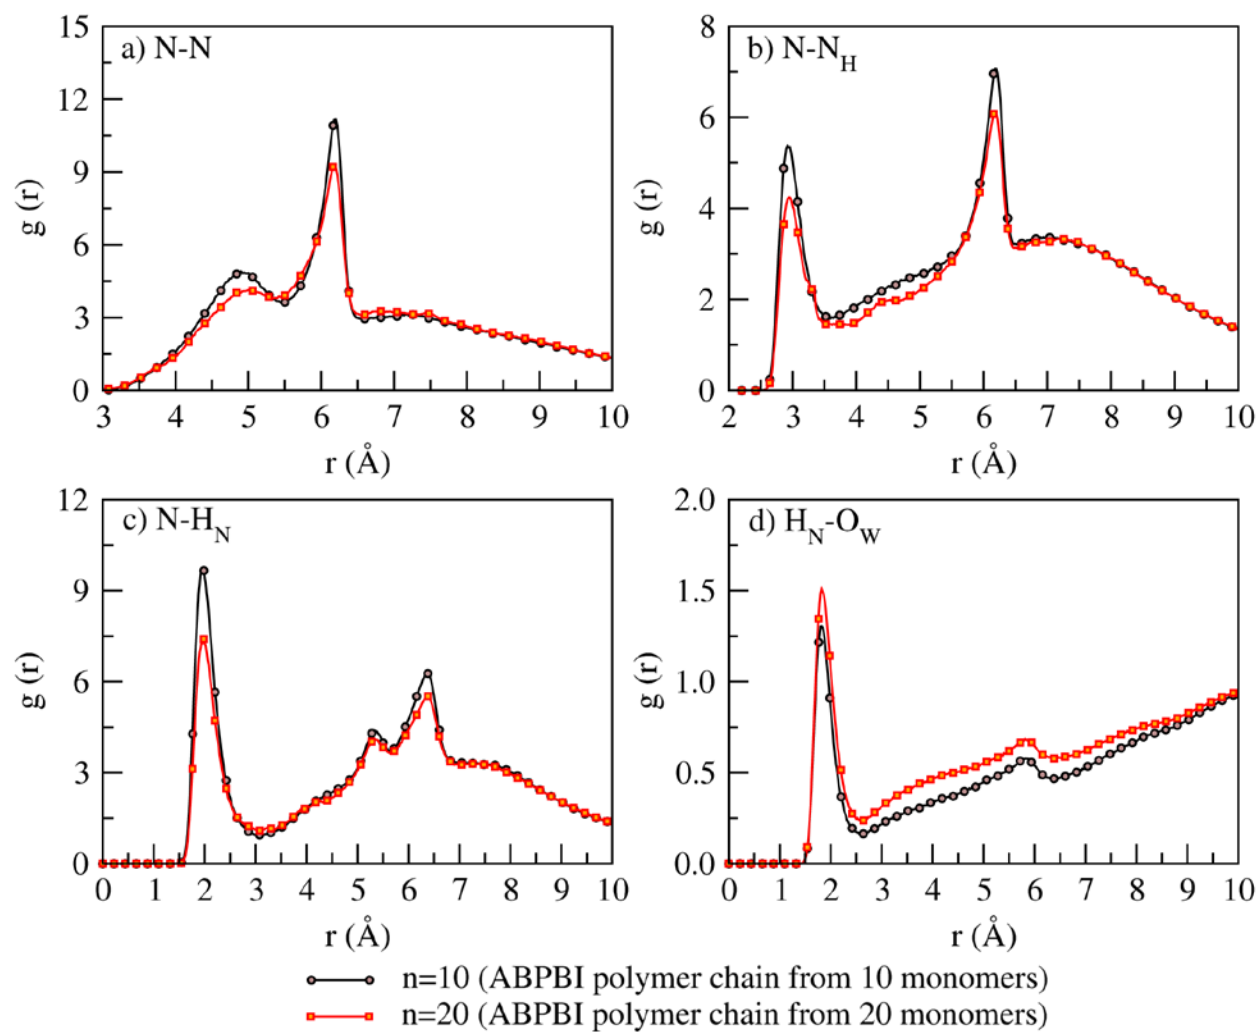 a) N-N
15
12
9
6
3
0
g (r)
3 4 5 6 7 8 9 10
r (Å)
b) N-N_H
8
6
4
2
0
g (r)
2 3 4 5 6 7 8 9 10
r (Å)
c) N-H_N
12
9
6
3
0
g (r)
0 1 2 3 4 5 6 7 8 9 10
r (Å)
d) H_N-O_W
2.0
1.5
1.0
0.5
0.0
g (r)
0 1 2 3 4 5 6 7 8 9 10
r (Å)
n=10 (ABPBI polymer chain from 10 monomers)
n=20 (ABPBI polymer chain from 20 monomers)